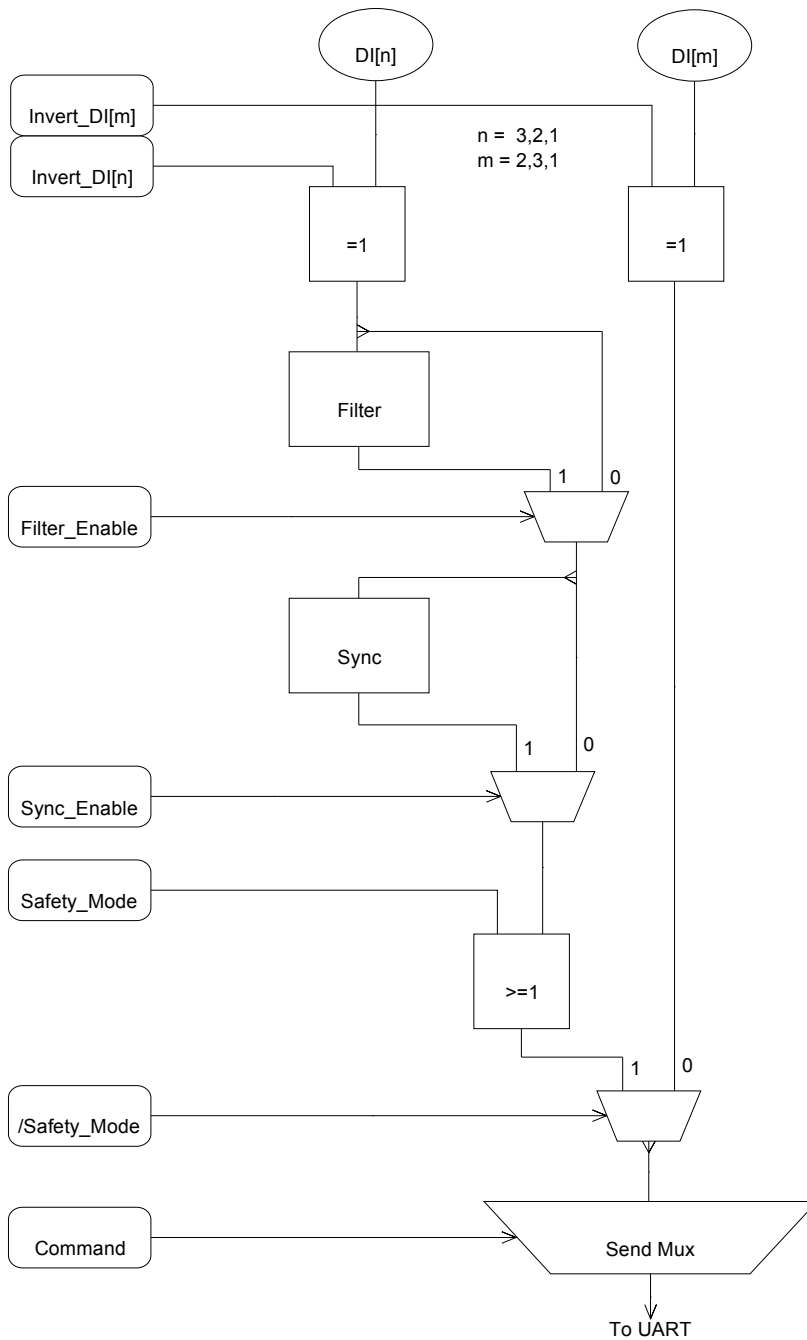 DI[n]
DI[m]
Invert_DI[m]
n = 3,2,1
m = 2,3,1
Invert_DI[n]
=1
=1
Filter
1
0
Filter_Enable
Sync
1
0
Sync_Enable
Safety_Mode
>=1
1
0
/Safety_Mode
Command
Send Mux
To UART